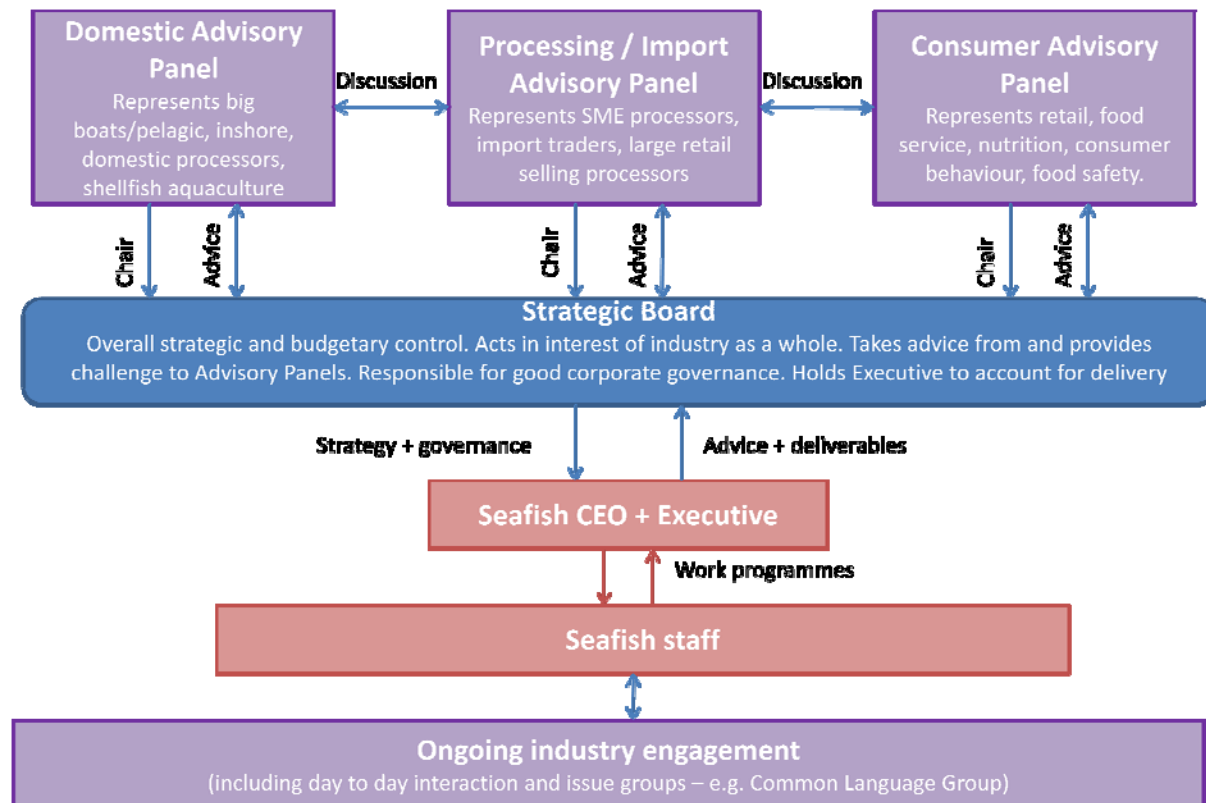 Domestic Advisory
Panel
Represents big
boats/pelagic, inshore,
domestic processors,
shellfish aquaculture
Discussion
Processing / Import
Advisory Panel
Represents SME processors,
import traders, large retail
selling processors
Discussion
Consumer Advisory
Panel
Represents retail, food
service, nutrition, consumer
behaviour, food safety.
Chair
Advice
Chair
Advice
Chair
Advice
Strategic Board
Overall strategic and budgetary control. Acts in interest of industry as a whole. Takes advice from and provides
challenge to Advisory Panels. Responsible for good corporate governance. Holds Executive to account for delivery
Strategy + governance
Advice + deliverables
Seafish CEO + Executive
Work programmes
Seafish staff
Ongoing industry engagement
(including day to day interaction and issue groups – e.g. Common Language Group)